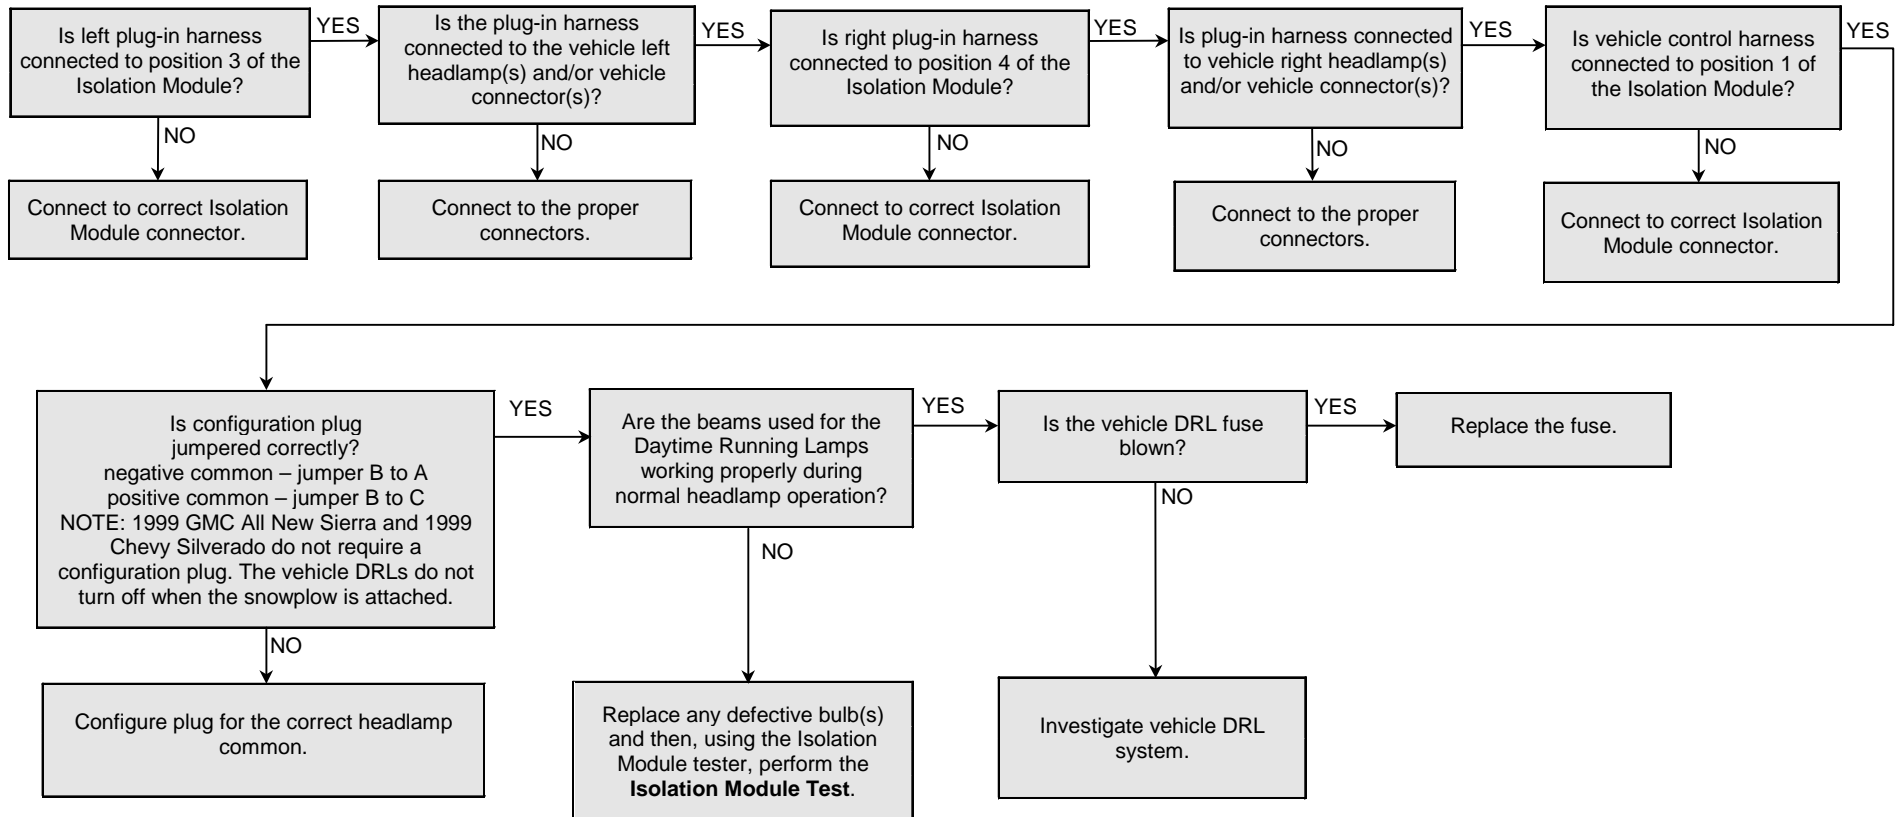 Is left plug-in harness
connected to position 3 of the
Isolation Module?
YES
Is the plug-in harness
connected to the vehicle left
headlamp(s) and/or vehicle
connector(s)?
YES
Is right plug-in harness
connected to position 4 of the
Isolation Module?
YES
Is plug-in harness connected
to vehicle right headlamp(s)
and/or vehicle connector(s)?
YES
Is vehicle control harness
connected to position 1 of
the Isolation Module?
YES
NO
NO
NO
NO
NO
Connect to correct Isolation
Module connector.
Connect to the proper
connectors.
Connect to correct Isolation
Module connector.
Connect to the proper
connectors.
Connect to correct Isolation
Module connector.
Is configuration plug
jumpered correctly?
negative common – jumper B to A
positive common – jumper B to C
NOTE: 1999 GMC All New Sierra and 1999
Chevy Silverado do not require a
configuration plug. The vehicle DRLs do not
turn off when the snowplow is attached.
YES
Are the beams used for the
Daytime Running Lamps
working properly during
normal headlamp operation?
YES
Is the vehicle DRL fuse
blown?
YES
Replace the fuse.
NO
NO
NO
Configure plug for the correct headlamp
common.
Replace any defective bulb(s)
and then, using the Isolation
Module tester, perform the
Isolation Module Test.
Investigate vehicle DRL
system.